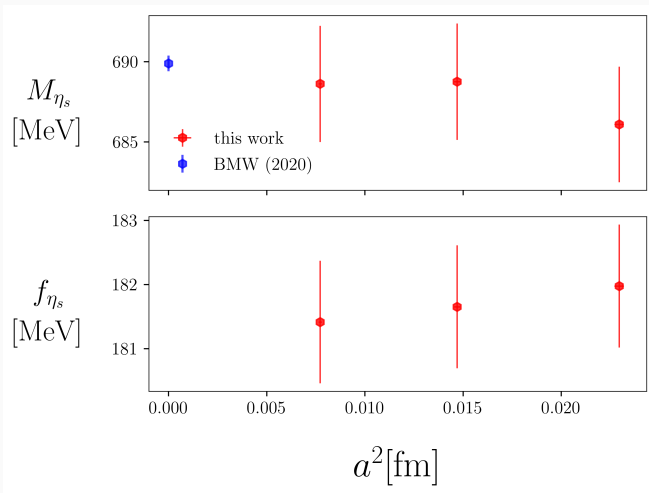 690
685
M_{η_s}
[MeV]
this work
BMW (2020)
183
182
181
f_{η_s}
[MeV]
0.000 0.005 0.010 0.015 0.020
a²[fm]